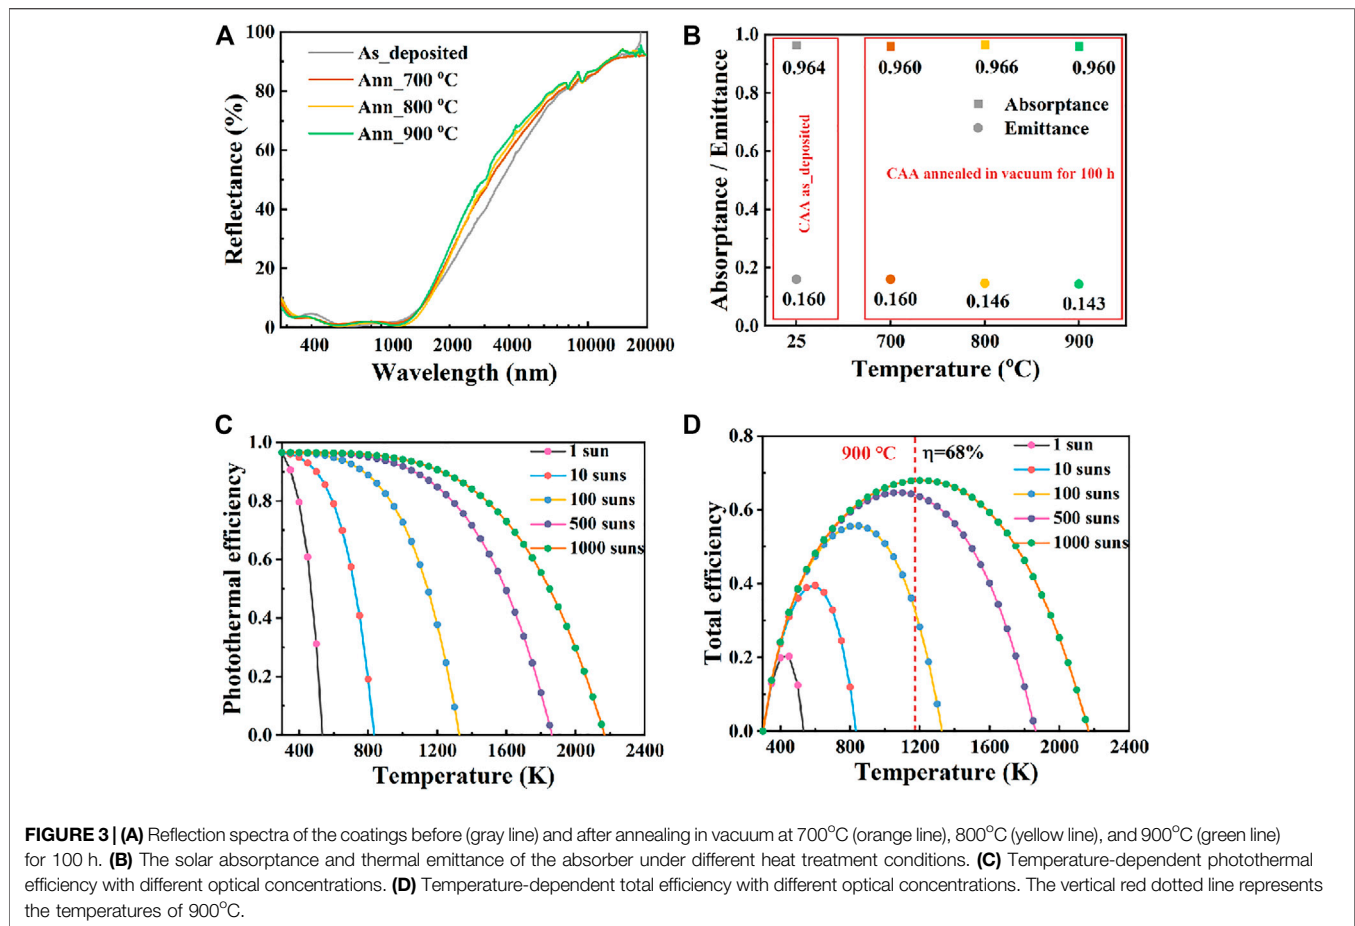 A
100
80
60
40
20
0
Reflectance (%)
As_deposited
Ann_700 ⁰C
Ann_800 ⁰C
Ann_900 ⁰C
400 1000 2000 4000 10000 20000
Wavelength (nm)
B
1.0
0.8
0.6
0.4
0.2
0.0
Absorptance / Emittance
0.964 0.960 0.966 0.960
Absorptance
Emittance
CAA as_deposited
CAA annealed in vacuum for 100 h
0.160 0.160 0.146 0.143
25 700 800 900
Temperature (⁰C)
C
1.0
0.8
0.6
0.4
0.2
0.0
Photothermal efficiency
1 sun
10 suns
100 suns
500 suns
1000 suns
400 800 1200 1600 2000 2400
Temperature (K)
D
0.8
0.6
0.4
0.2
0.0
Total efficiency
900 °C η=68%
1 sun
10 suns
100 suns
500 suns
1000 suns
400 800 1200 1600 2000 2400
Temperature (K)
FIGURE 3 | (A) Reflection spectra of the coatings before (gray line) and after annealing in vacuum at 700°C (orange line), 800°C (yellow line), and 900°C (green line)
for 100 h. (B) The solar absorptance and thermal emittance of the absorber under different heat treatment conditions. (C) Temperature-dependent photothermal
efficiency with different optical concentrations. (D) Temperature-dependent total efficiency with different optical concentrations. The vertical red dotted line represents
the temperatures of 900°C.